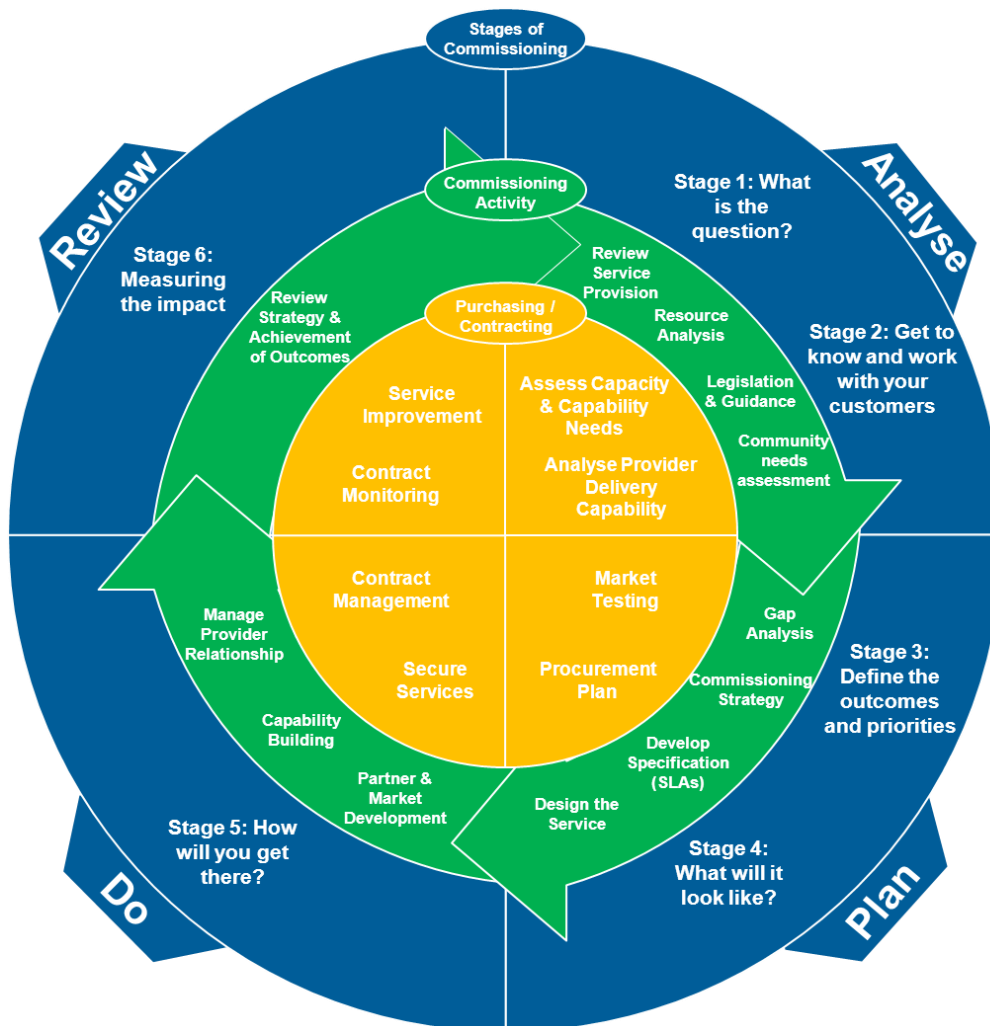 Stages of
Commissioning
Review
Analyse
Commissioning
Activity
Stage 1: What
is the
question?
Stage 6:
Measuring
the impact
Review
Service
Provision
Review
Strategy &
Achievement
of Outcomes
Purchasing /
Contracting
Resource
Analysis
Stage 2: Get to
know and work
with your
customers
Legislation
& Guidance
Service
Improvement
Assess Capacity
& Capability
Needs
Community
needs
assessment
Contract
Monitoring
Analyse Provider
Delivery
Capability
Contract
Management
Market
Testing
Manage
Provider
Relationship
Gap
Analysis
Stage 3:
Define the
outcomes
and priorities
Secure
Services
Procurement
Plan
Commissioning
Strategy
Capability
Building
Develop
Specification
(SLAs)
Partner &
Market
Development
Design the
Service
Stage 5: How
will you get
there?
Stage 4:
What will it
look like?
Do
Plan